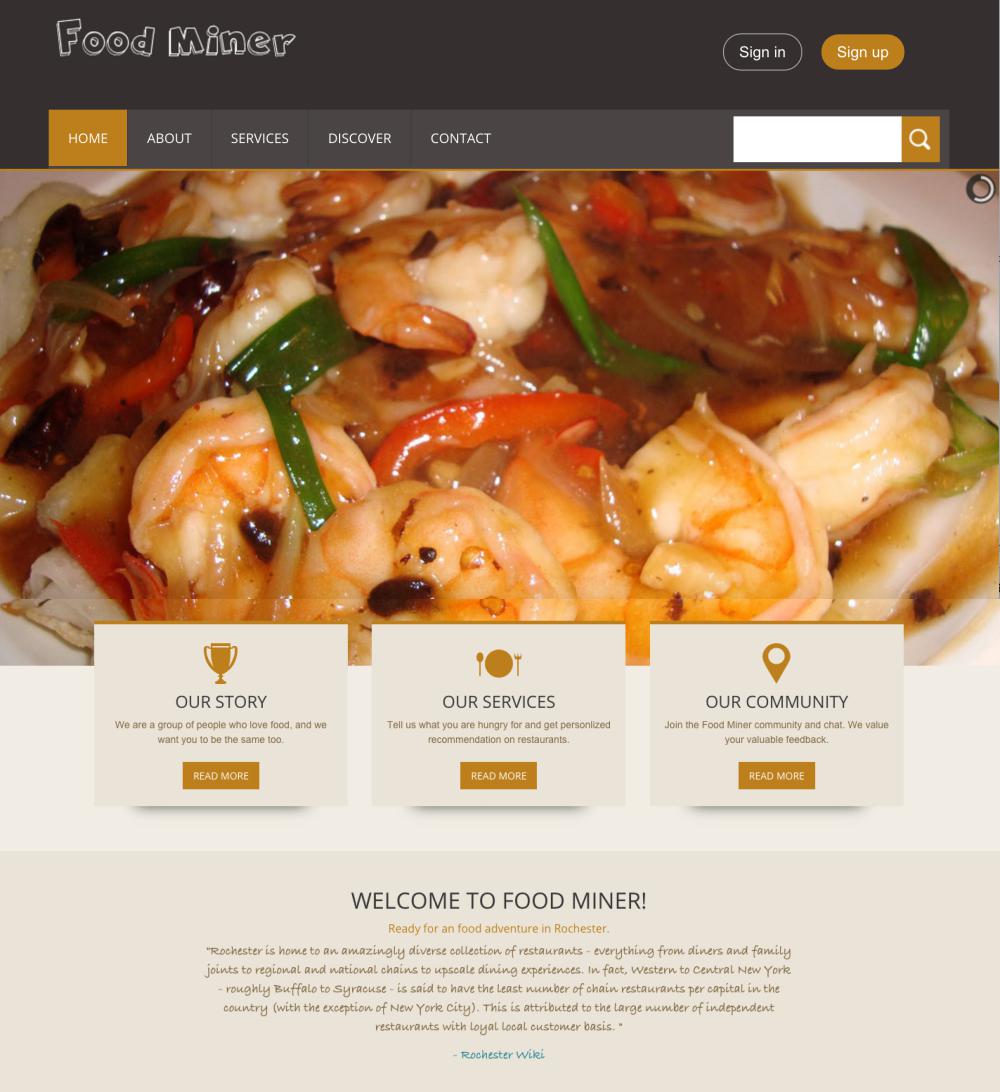 Food Miner
Sign in
Sign up
HOME
ABOUT
SERVICES
DISCOVER
CONTACT
OUR STORY
We are a group of people who love food, and we
want you to be the same too.
READ MORE
OUR SERVICES
Tell us what you are hungry for and get personlized
recommendation on restaurants.
READ MORE
OUR COMMUNITY
Join the Food Miner community and chat. We value
your valuable feedback.
READ MORE
WELCOME TO FOOD MINER!
Ready for an food adventure in Rochester.
"Rochester is home to an amazingly diverse collection of restaurants - everything from diners and family
joints to regional and national chains to upscale dining experiences. In fact, Western to Central New York
- roughly Buffalo to Syracuse - is said to have the least number of chain restaurants per capital in the
country (with the exception of New York City). This is attributed to the large number of independent
restaurants with loyal local customer basis. "
- Rochester Wiki